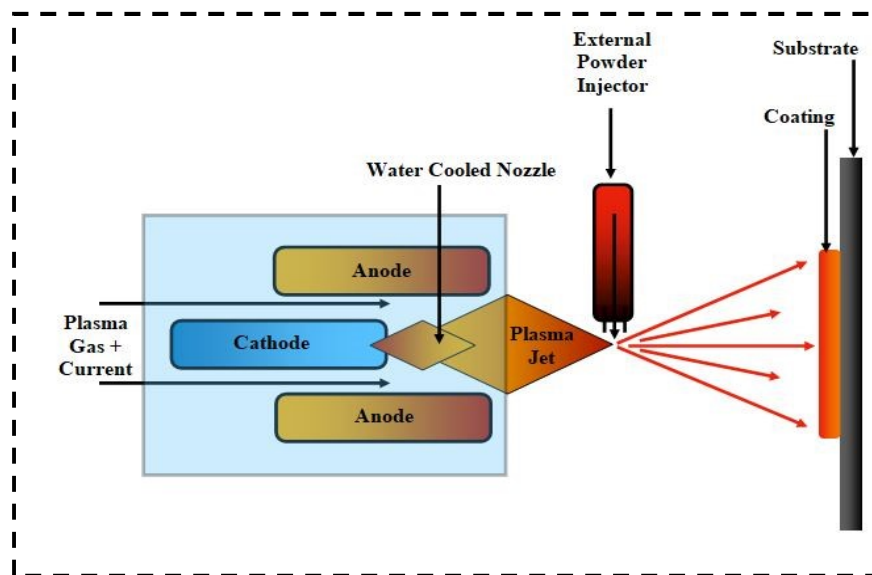 External
Powder
Injector
Substrate
Coating
Water Cooled Nozzle
Anode
Plasma
Gas +
Current
Cathode
Plasma
Jet
Anode